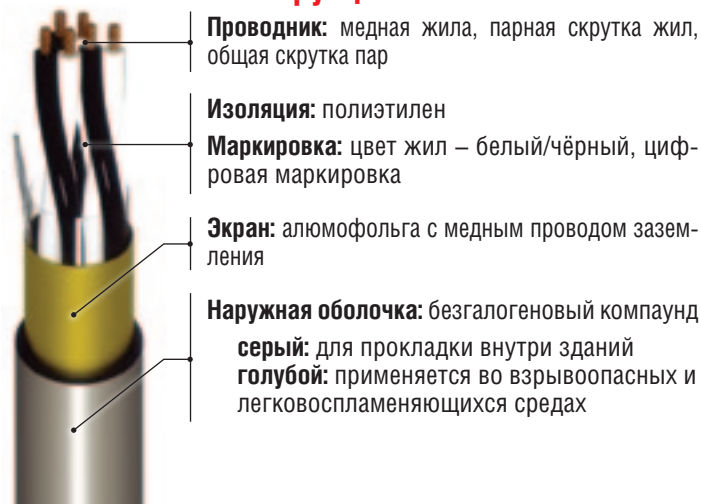 Проводник: медная жила, парная скрутка жил,
общая скрутка пар
Изоляция: полиэтилен
Маркировка: цвет жил – белый/чёрный, циф-
ровая маркировка
Экран: алюмофольга с медным проводом зазем-
ления
Наружная оболочка: безгалогеновый компаунд
серый: для прокладки внутри зданий
голубой: применяется во взрывоопасных и
легковоспламеняющихся средах